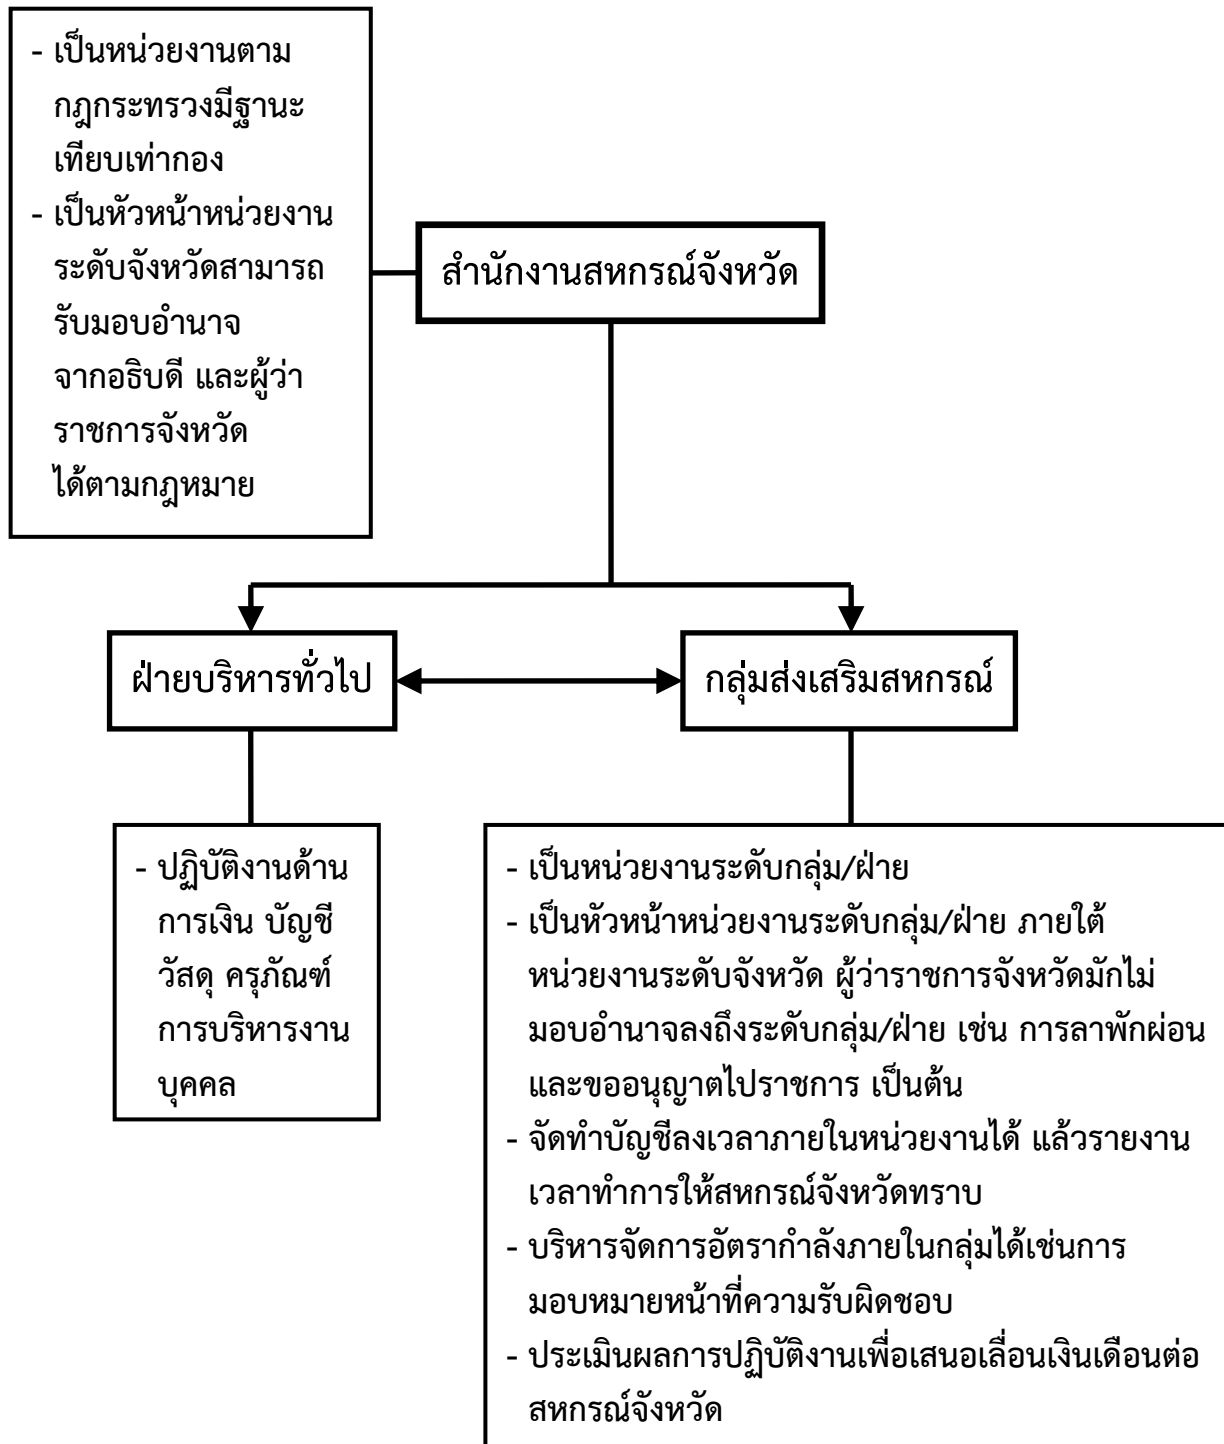 - เป็นหน่วยงานตาม
กฎกระทรวงมีฐานะ
เทียบเท่ากอง
- เป็นหัวหน้าหน่วยงาน
ระดับจังหวัดสามารถ
รับมอบอำนาจ
จากอธิบดี และผู้ว่า
ราชการจังหวัด
ได้ตามกฎหมาย
สำนักงานสหกรณ์จังหวัด
ฝ่ายบริหารทั่วไป
กลุ่มส่งเสริมสหกรณ์
- ปฏิบัติงานด้าน
การเงิน บัญชี
วัสดุ ครุภัณฑ์
การบริหารงาน
บุคคล
- เป็นหน่วยงานระดับกลุ่ม/ฝ่าย
- เป็นหัวหน้าหน่วยงานระดับกลุ่ม/ฝ่าย ภายใต้
หน่วยงานระดับจังหวัด ผู้ว่าราชการจังหวัดมักไม่
มอบอำนาจลงถึงระดับกลุ่ม/ฝ่าย เช่น การลาพักผ่อน
และขออนุญาตไปราชการ เป็นต้น
- จัดทำบัญชีลงเวลาภายในหน่วยงานได้ แล้วรายงาน
เวลาทำการให้สหกรณ์จังหวัดทราบ
- บริหารจัดการอัตรากำลังภายในกลุ่มได้เช่นการ
มอบหมายหน้าที่ความรับผิดชอบ
- ประเมินผลการปฏิบัติงานเพื่อเสนอเลื่อนเงินเดือนต่อ
สหกรณ์จังหวัด